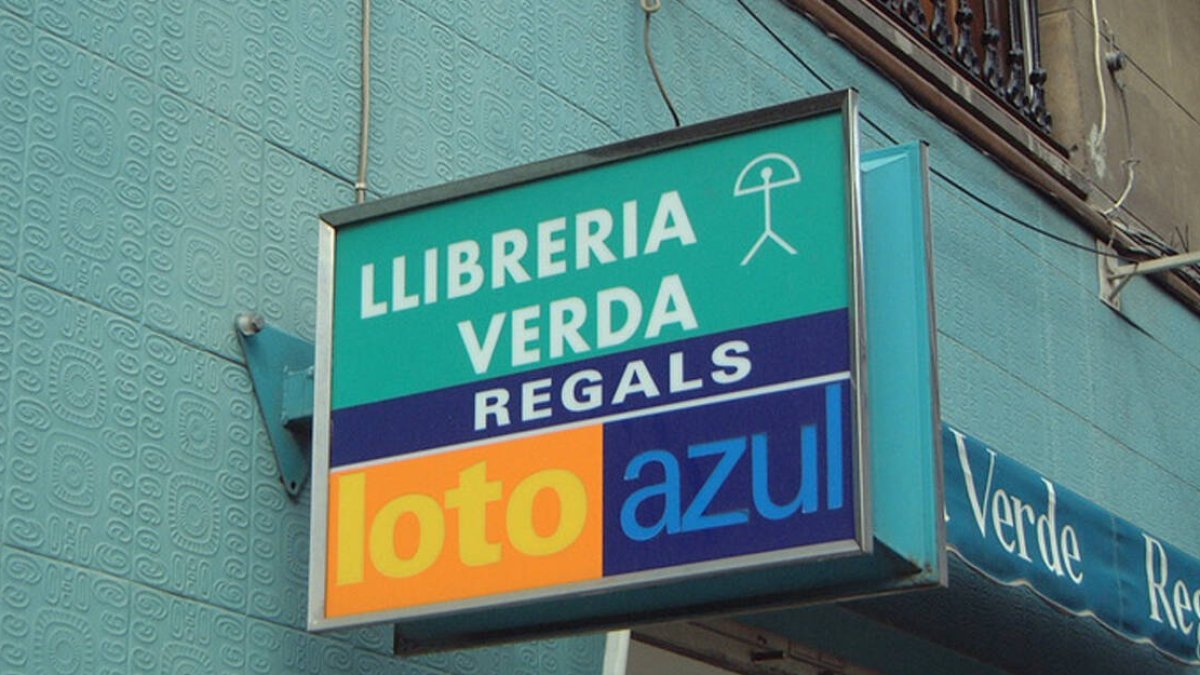 LLIBRERIA
VERDA
REGALS
loto azul
Verde